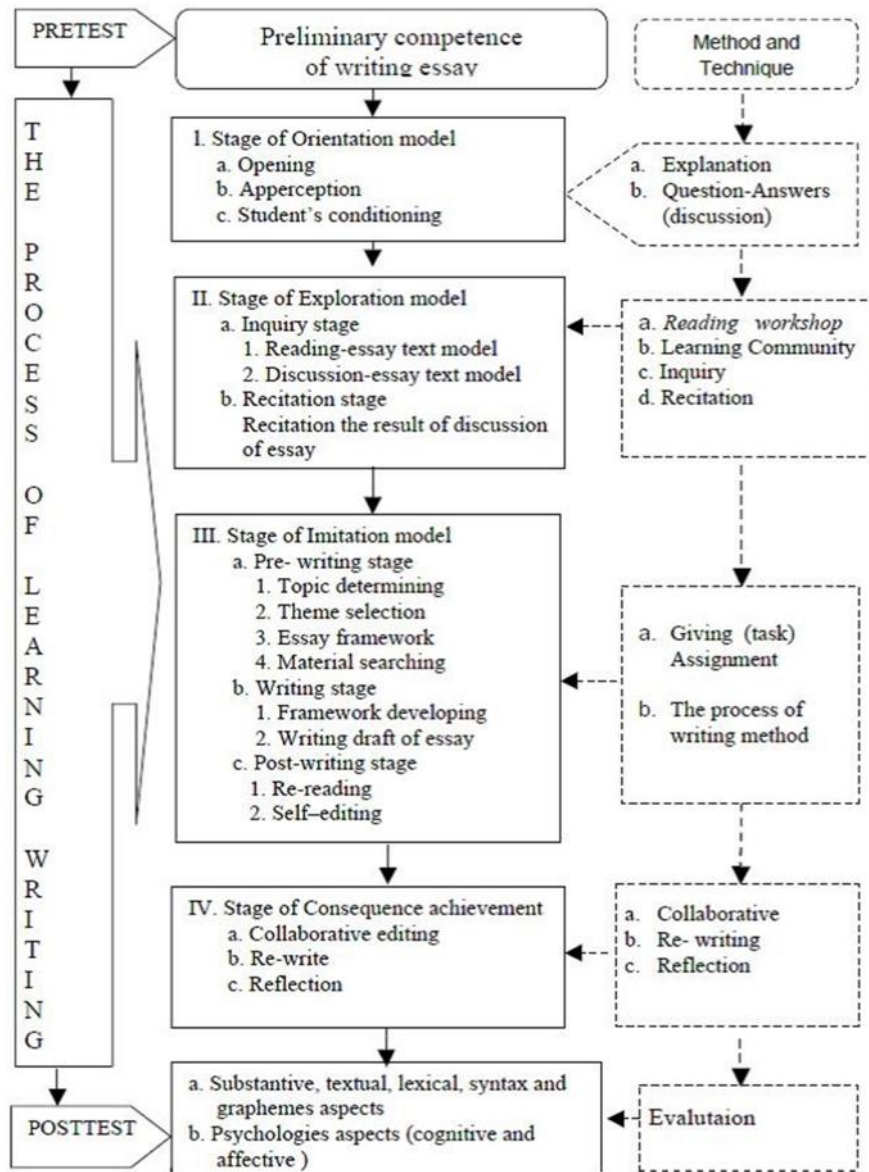 PRETEST
Preliminary competence
of writing essay
Method and
Technique
THE PROCESS OF LEARNING WRITING
I. Stage of Orientation model
a. Opening
b. Apperception
c. Student’s conditioning
a. Explanation
b. Question-Answers
(discussion)
II. Stage of Exploration model
a. Inquiry stage
1. Reading-essay text model
2. Discussion-essay text model
b. Recitation stage
Recitation the result of discussion
of essay
a. Reading workshop
b. Learning Community
c. Inquiry
d. Recitation
III. Stage of Imitation model
a. Pre- writing stage
1. Topic determining
2. Theme selection
3. Essay framework
4. Material searching
b. Writing stage
1. Framework developing
2. Writing draft of essay
c. Post-writing stage
1. Re-reading
2. Self–editing
a. Giving (task)
Assignment
b. The process of
writing method
IV. Stage of Consequence achievement
a. Collaborative editing
b. Re-write
c. Reflection
a. Collaborative
b. Re- writing
c. Reflection
POSTTEST
a. Substantive, textual, lexical, syntax and
graphemes aspects
b. Psychologies aspects (cognitive and
affective )
Evalutaion